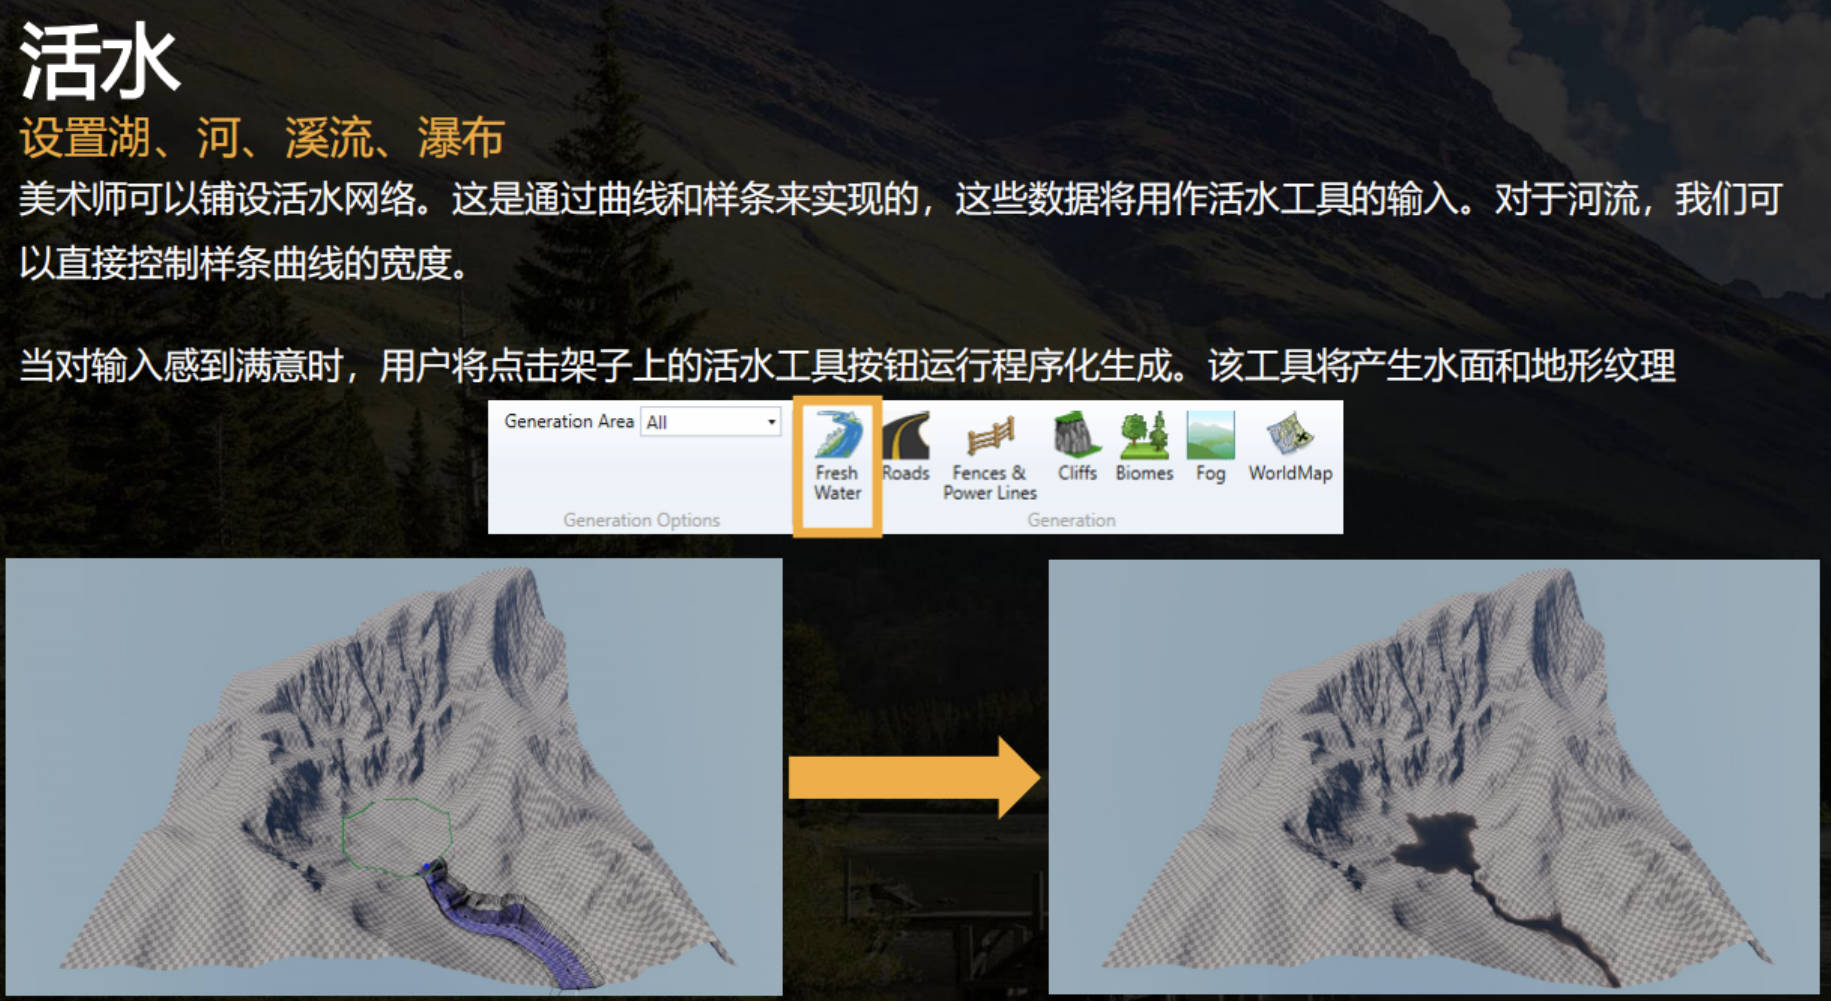 活水
设置湖、河、溪流、瀑布
美术师可以铺设活水网络。这是通过曲线和样条来实现的，这些数据将用作活水工具的输入。对于河流，我们可
以直接控制样条曲线的宽度。
当对输入感到满意时，用户将点击架子上的活水工具按钮运行程序化生成。该工具将产生水面和地形纹理
Generation Area All
Fresh Water
Roads
Fences & Power Lines
Cliffs
Biomes
Fog
WorldMap
Generation Options
Generation